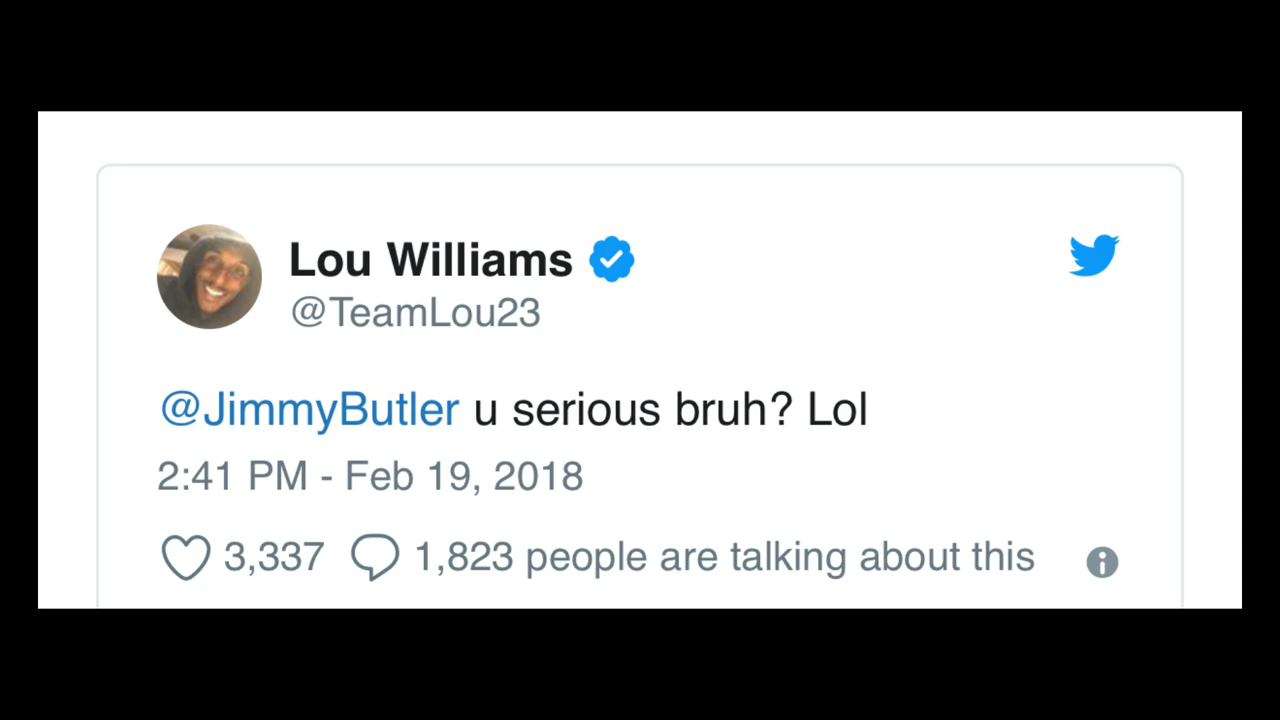 Lou Williams
@TeamLou23
@JimmyButler u serious bruh? Lol
2:41 PM - Feb 19, 2018
3,337 1,823 people are talking about this